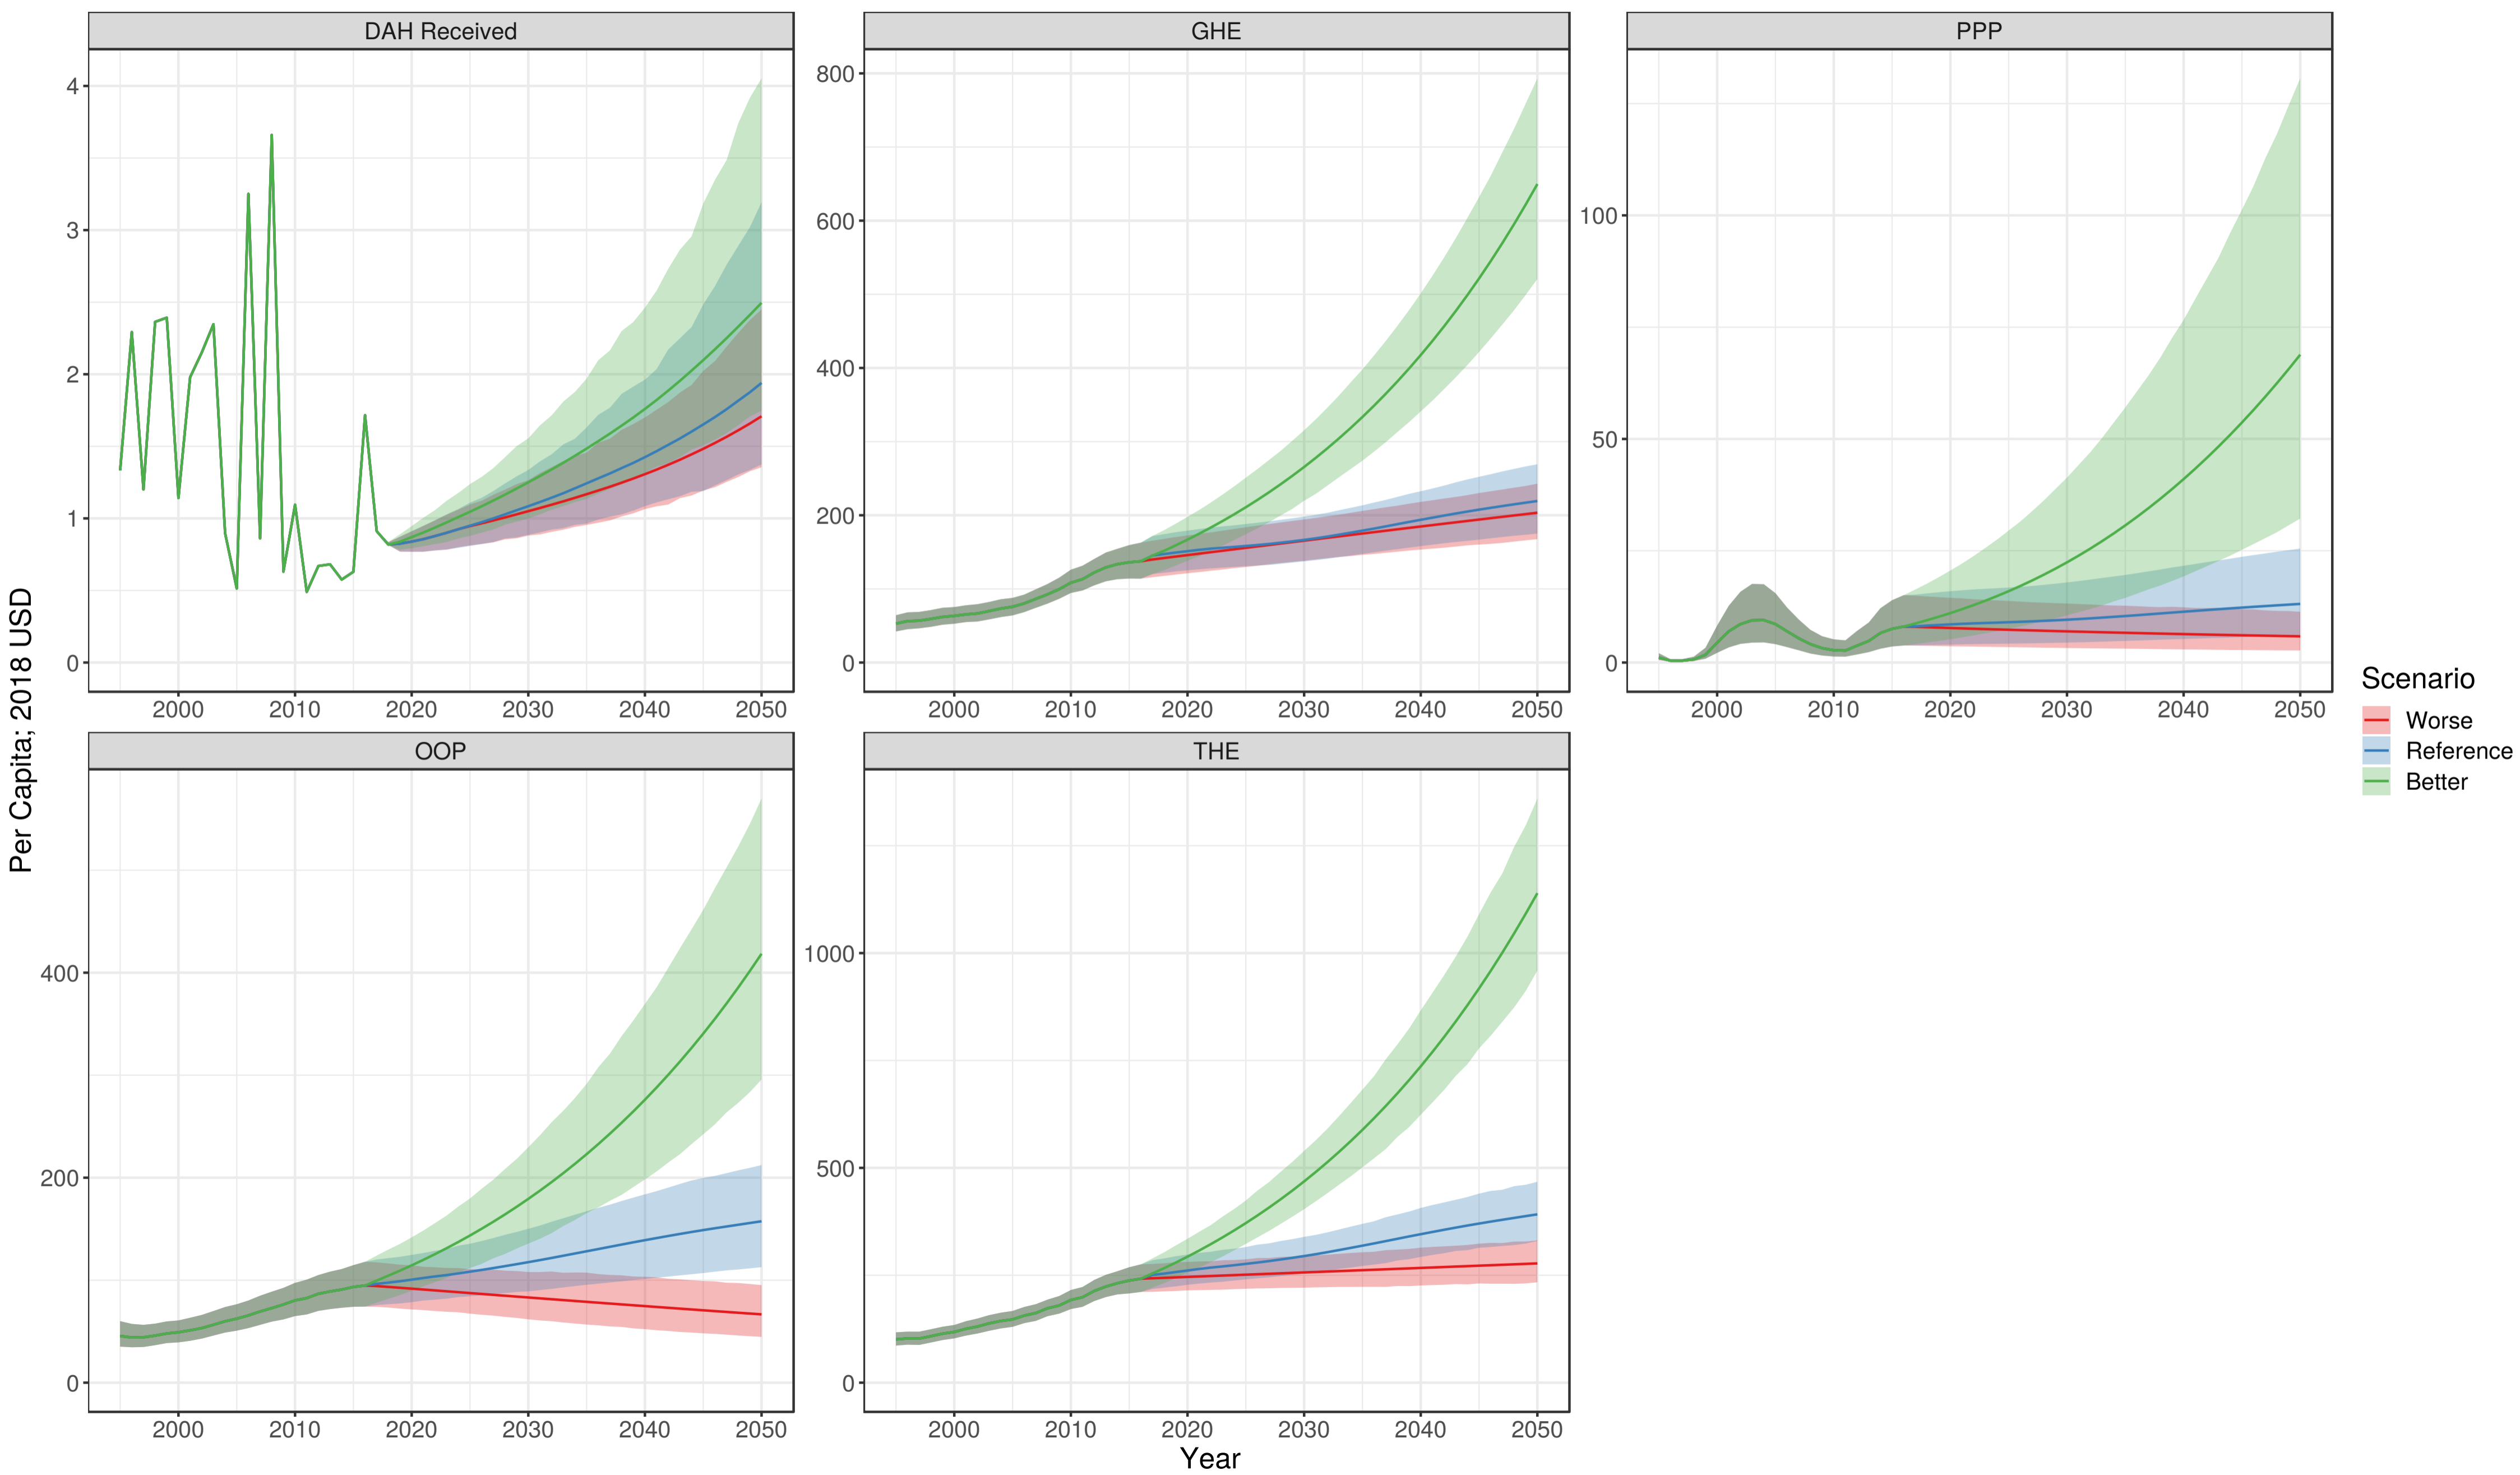 DAH Received
GHE
PPP
4
3
2
1
0
800
600
400
200
0
100
50
0
2000 2010 2020 2030 2040 2050
2000 2010 2020 2030 2040 2050
2000 2010 2020 2030 2040 2050
OOP
THE
400
200
0
1000
500
0
2000 2010 2020 2030 2040 2050
2000 2010 2020 2030 2040 2050
Per Capita; 2018 USD
Year
Scenario
Worse
Reference
Better